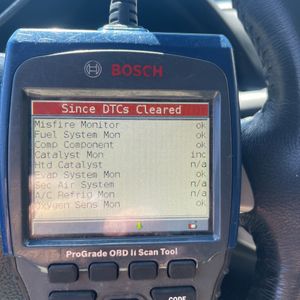 BOSCH
Since DTCs Cleared
Misfire Monitor ok
Fuel System Mon ok
Comp Component ok
Catalyst Mon inc
Htd Catalyst n/a
Evap System Mon ok
Sec Air System n/a
A/C Refrig Mon n/a
Oxygen Sens Mon ok
ProGrade OBD II Scan Tool
CODE